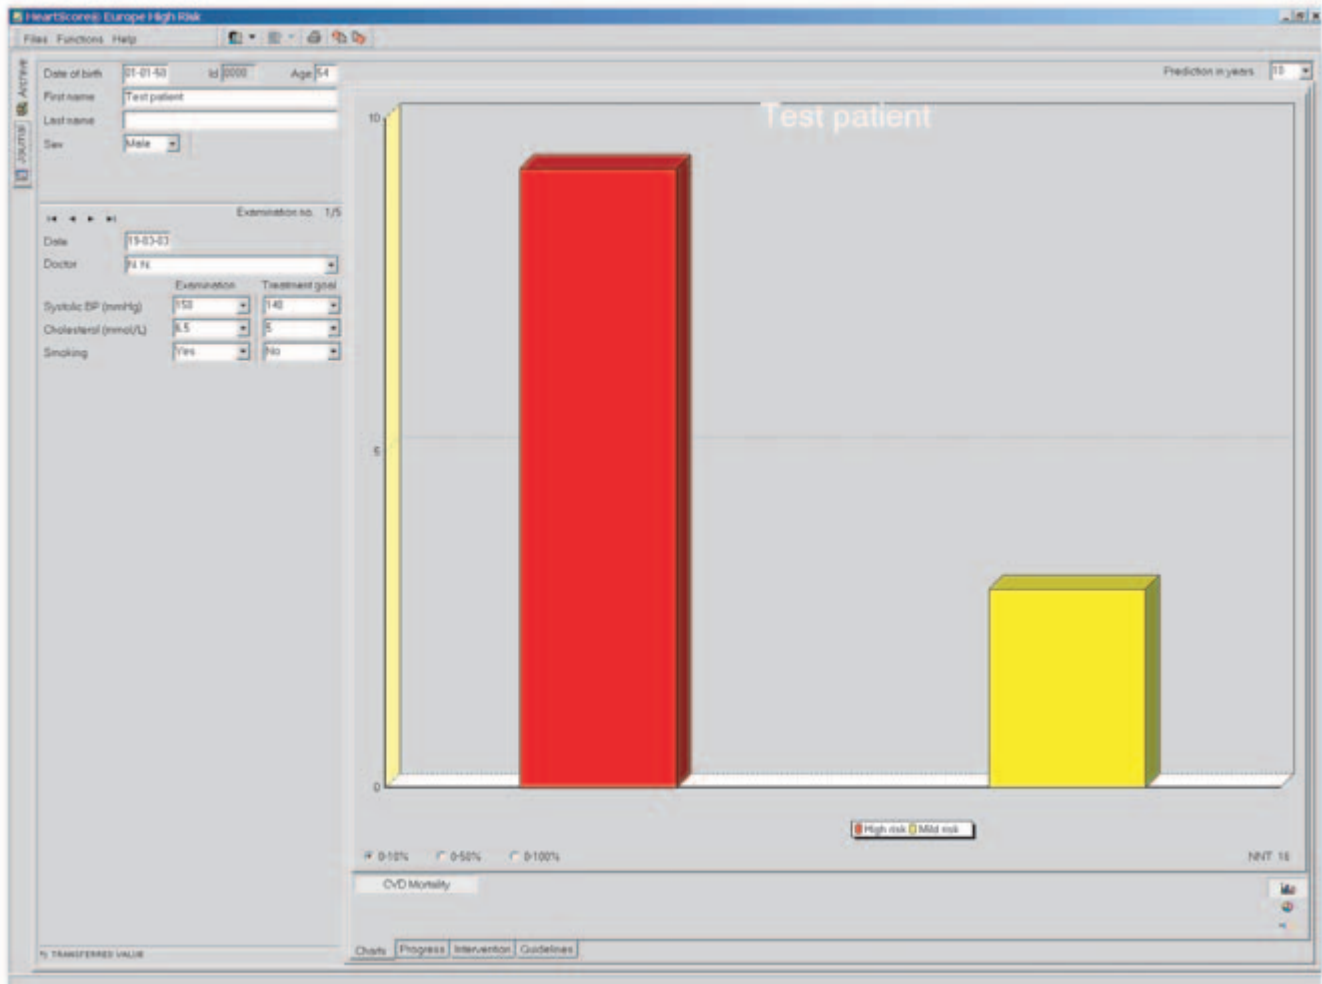 HeartScore® Europe High Risk
Files Functions Help
Archive
Journal
Date of birth 01-01-50 Id 0000 Age 54
First name Test patient
Last name
Sex Male
Examination no. 1/5
Date 19-03-03
Doctor N N
Examination Treatment goal
Systolic BP (mmHg) 150 140
Cholesterol (mmol/L) 6.5 5
Smoking Yes No
TRANSFERRED VALUE
Prediction in years 10
Test patient
10
5
0
High risk Mild risk
0-10% 0-50% 0-100%
NNT 16
CVD Mortality
Charts Progress Intervention Guidelines